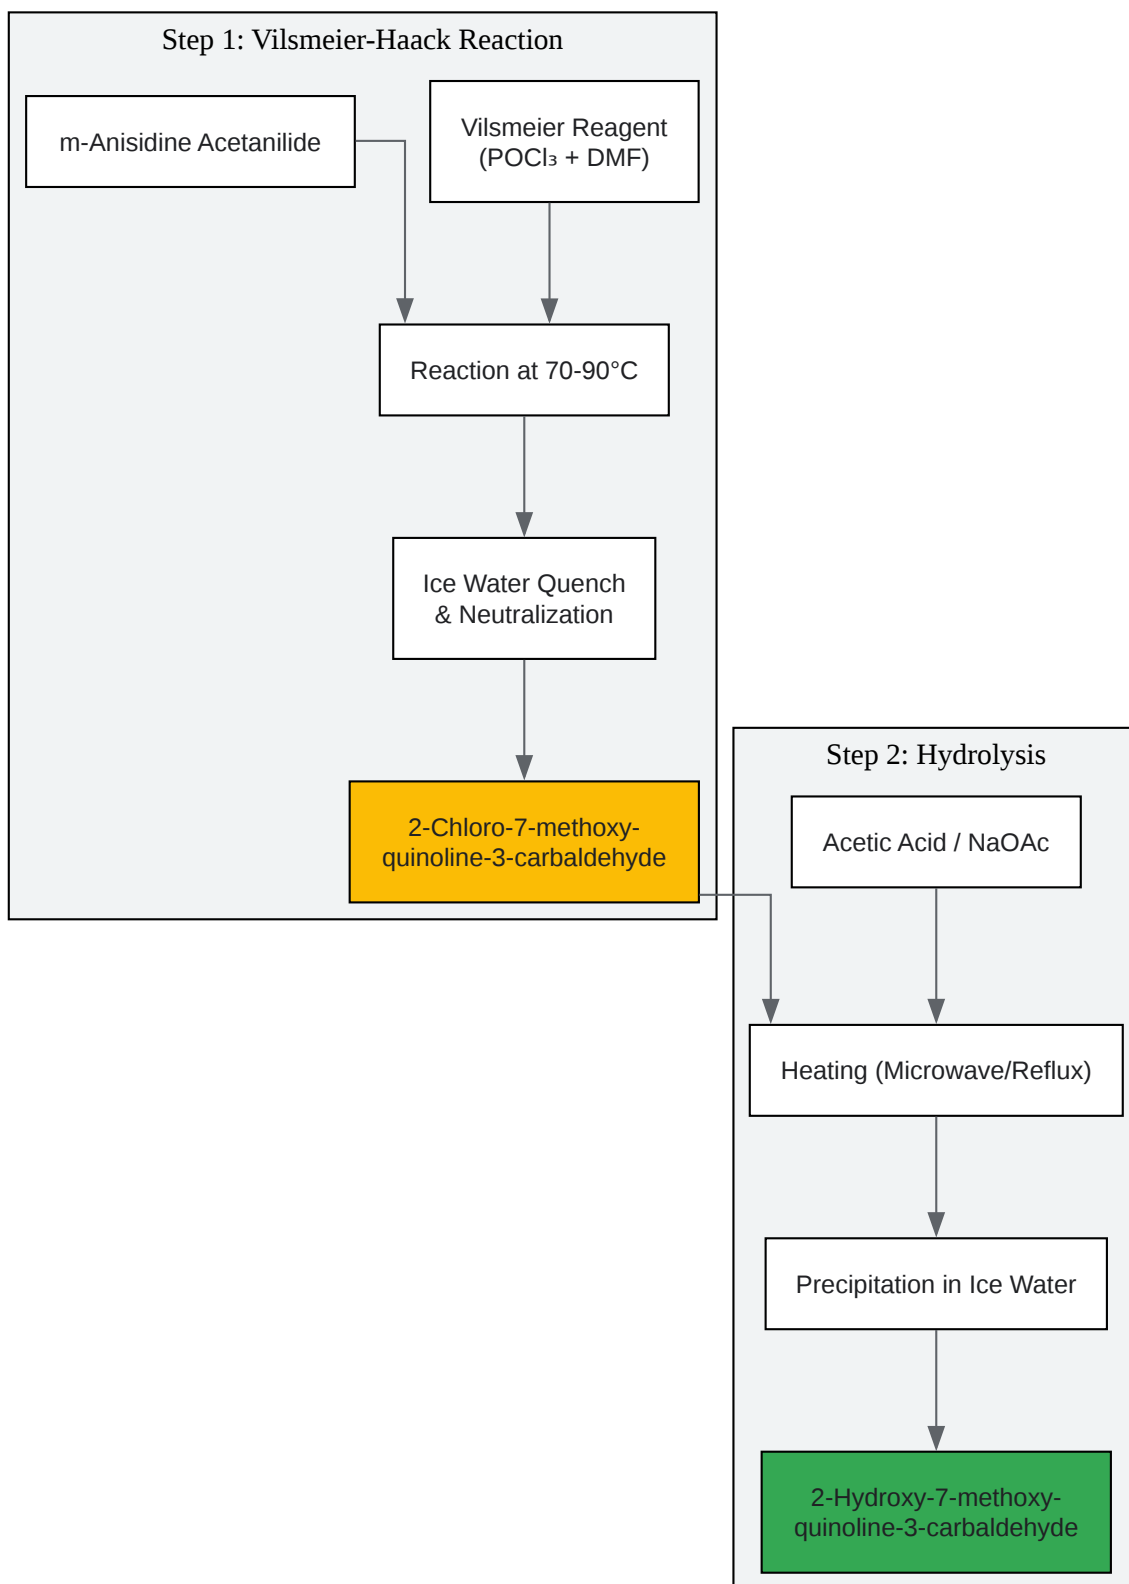 Step 1: Vilsmeier-Haack Reaction
m-Anisidine Acetanilide
Vilsmeier Reagent
(POCl₃ + DMF)
Reaction at 70-90°C
Ice Water Quench
& Neutralization
2-Chloro-7-methoxy-
quinoline-3-carbaldehyde
Step 2: Hydrolysis
Acetic Acid / NaOAc
Heating (Microwave/Reflux)
Precipitation in Ice Water
2-Hydroxy-7-methoxy-
quinoline-3-carbaldehyde